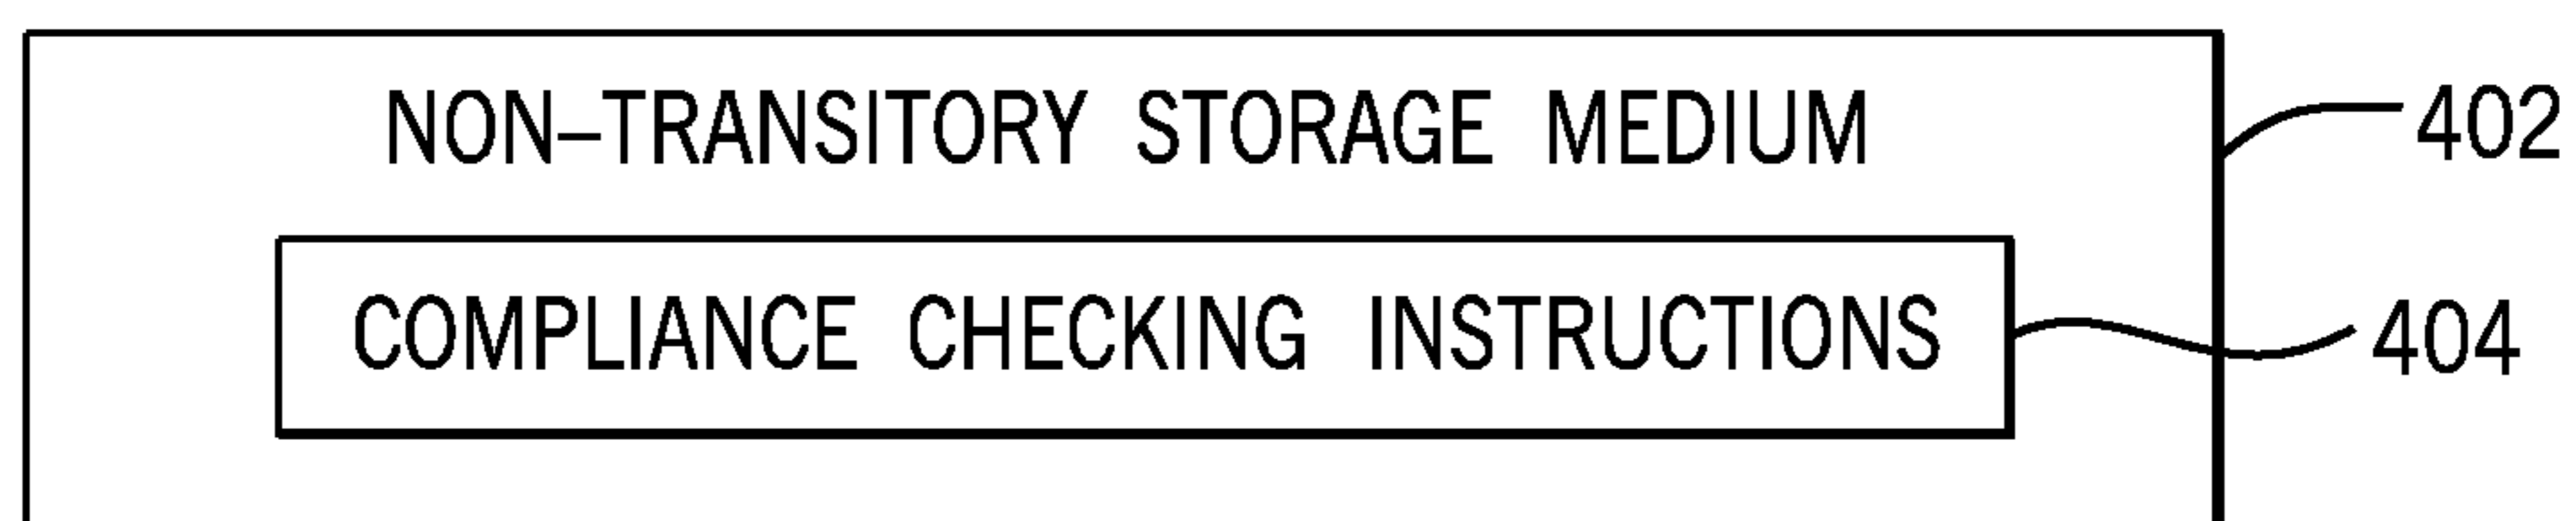 NON–TRANSITORY STORAGE MEDIUM
402
COMPLIANCE CHECKING INSTRUCTIONS
404